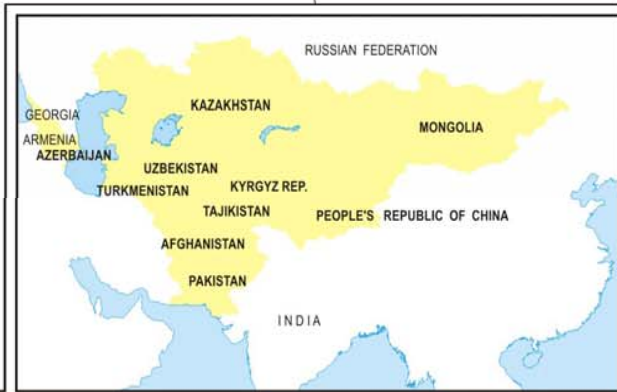 RUSSIAN FEDERATION
KAZAKHSTAN
GEORGIA
MONGOLIA
ARMENIA
AZERBAIJAN
UZBEKISTAN
TURKMENISTAN
KYRGYZ REP.
TAJIKISTAN
PEOPLE'S REPUBLIC OF CHINA
AFGHANISTAN
PAKISTAN
INDIA